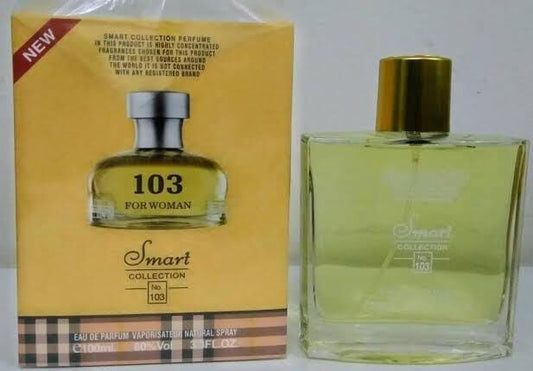 NEW
SMART COLLECTION PERFUME
IN THIS PRODUCT IS HIGHLY CONCENTRATED
FRAGRANCES CHOSEN FOR THIS PRODUCT
FROM THE BEST SOURCES AROUND
THE WORLD IT IS NOT CONNECTED
WITH ANY REGISTERED BRAND
103
FOR WOMAN
Smart
COLLECTION
No.
103
EAU DE PARFUM VAPORISATEUR NATURAL SPRAY
℮100ml. 80%Vol 3.3FL.OZ
Smart
COLLECTION
No.
103